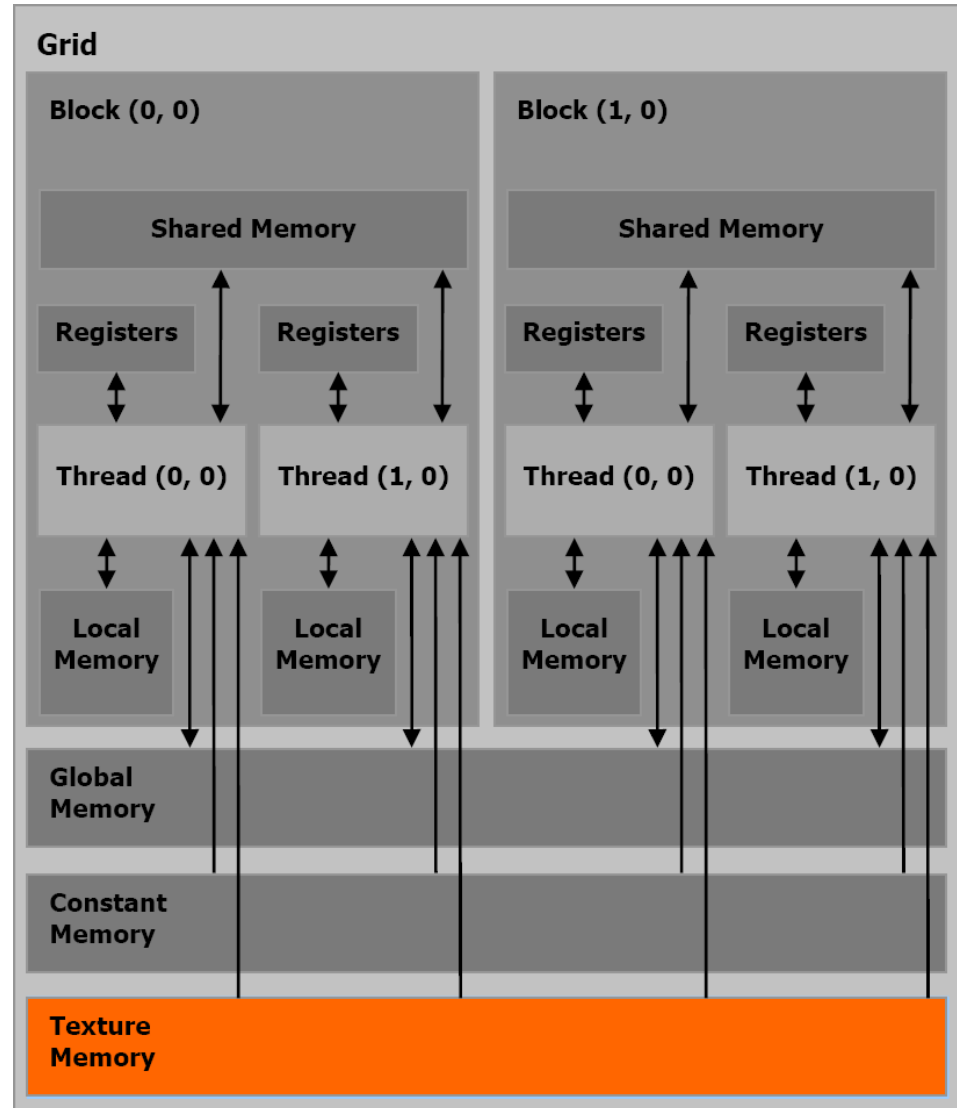 Grid
Block (0, 0)
Block (1, 0)
Shared Memory
Shared Memory
Registers
Registers
Registers
Registers
Thread (0, 0)
Thread (1, 0)
Thread (0, 0)
Thread (1, 0)
Local
Memory
Local
Memory
Local
Memory
Local
Memory
Global
Memory
Constant
Memory
Texture
Memory